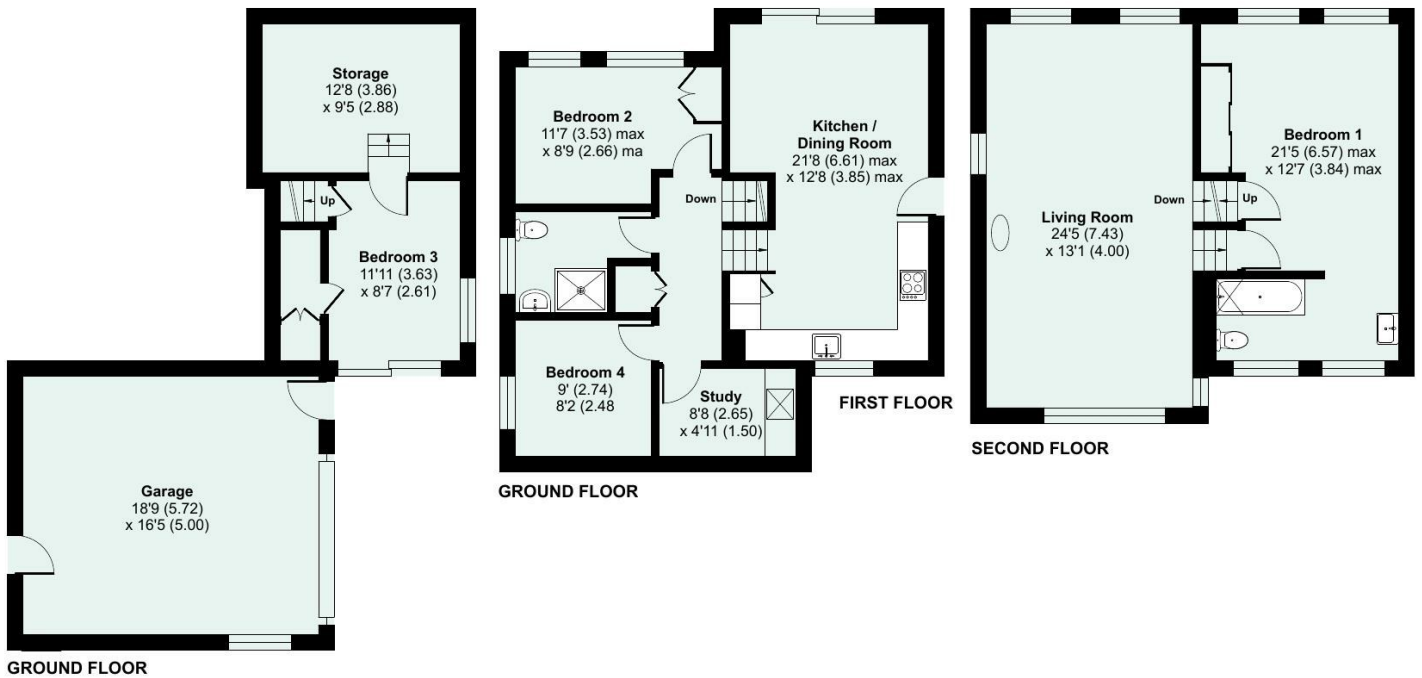 Storage
12'8 (3.86)
x 9'5 (2.88)
Up
Bedroom 3
11'11 (3.63)
x 8'7 (2.61)
Garage
18'9 (5.72)
x 16'5 (5.00)
GROUND FLOOR
Bedroom 2
11'7 (3.53) max
x 8'9 (2.66) ma
Kitchen /
Dining Room
21'8 (6.61) max
x 12'8 (3.85) max
Down
Bedroom 4
9' (2.74)
8'2 (2.48
Study
8'8 (2.65)
x 4'11 (1.50)
FIRST FLOOR
GROUND FLOOR
Bedroom 1
21'5 (6.57) max
x 12'7 (3.84) max
Down
Up
Living Room
24'5 (7.43)
x 13'1 (4.00)
SECOND FLOOR